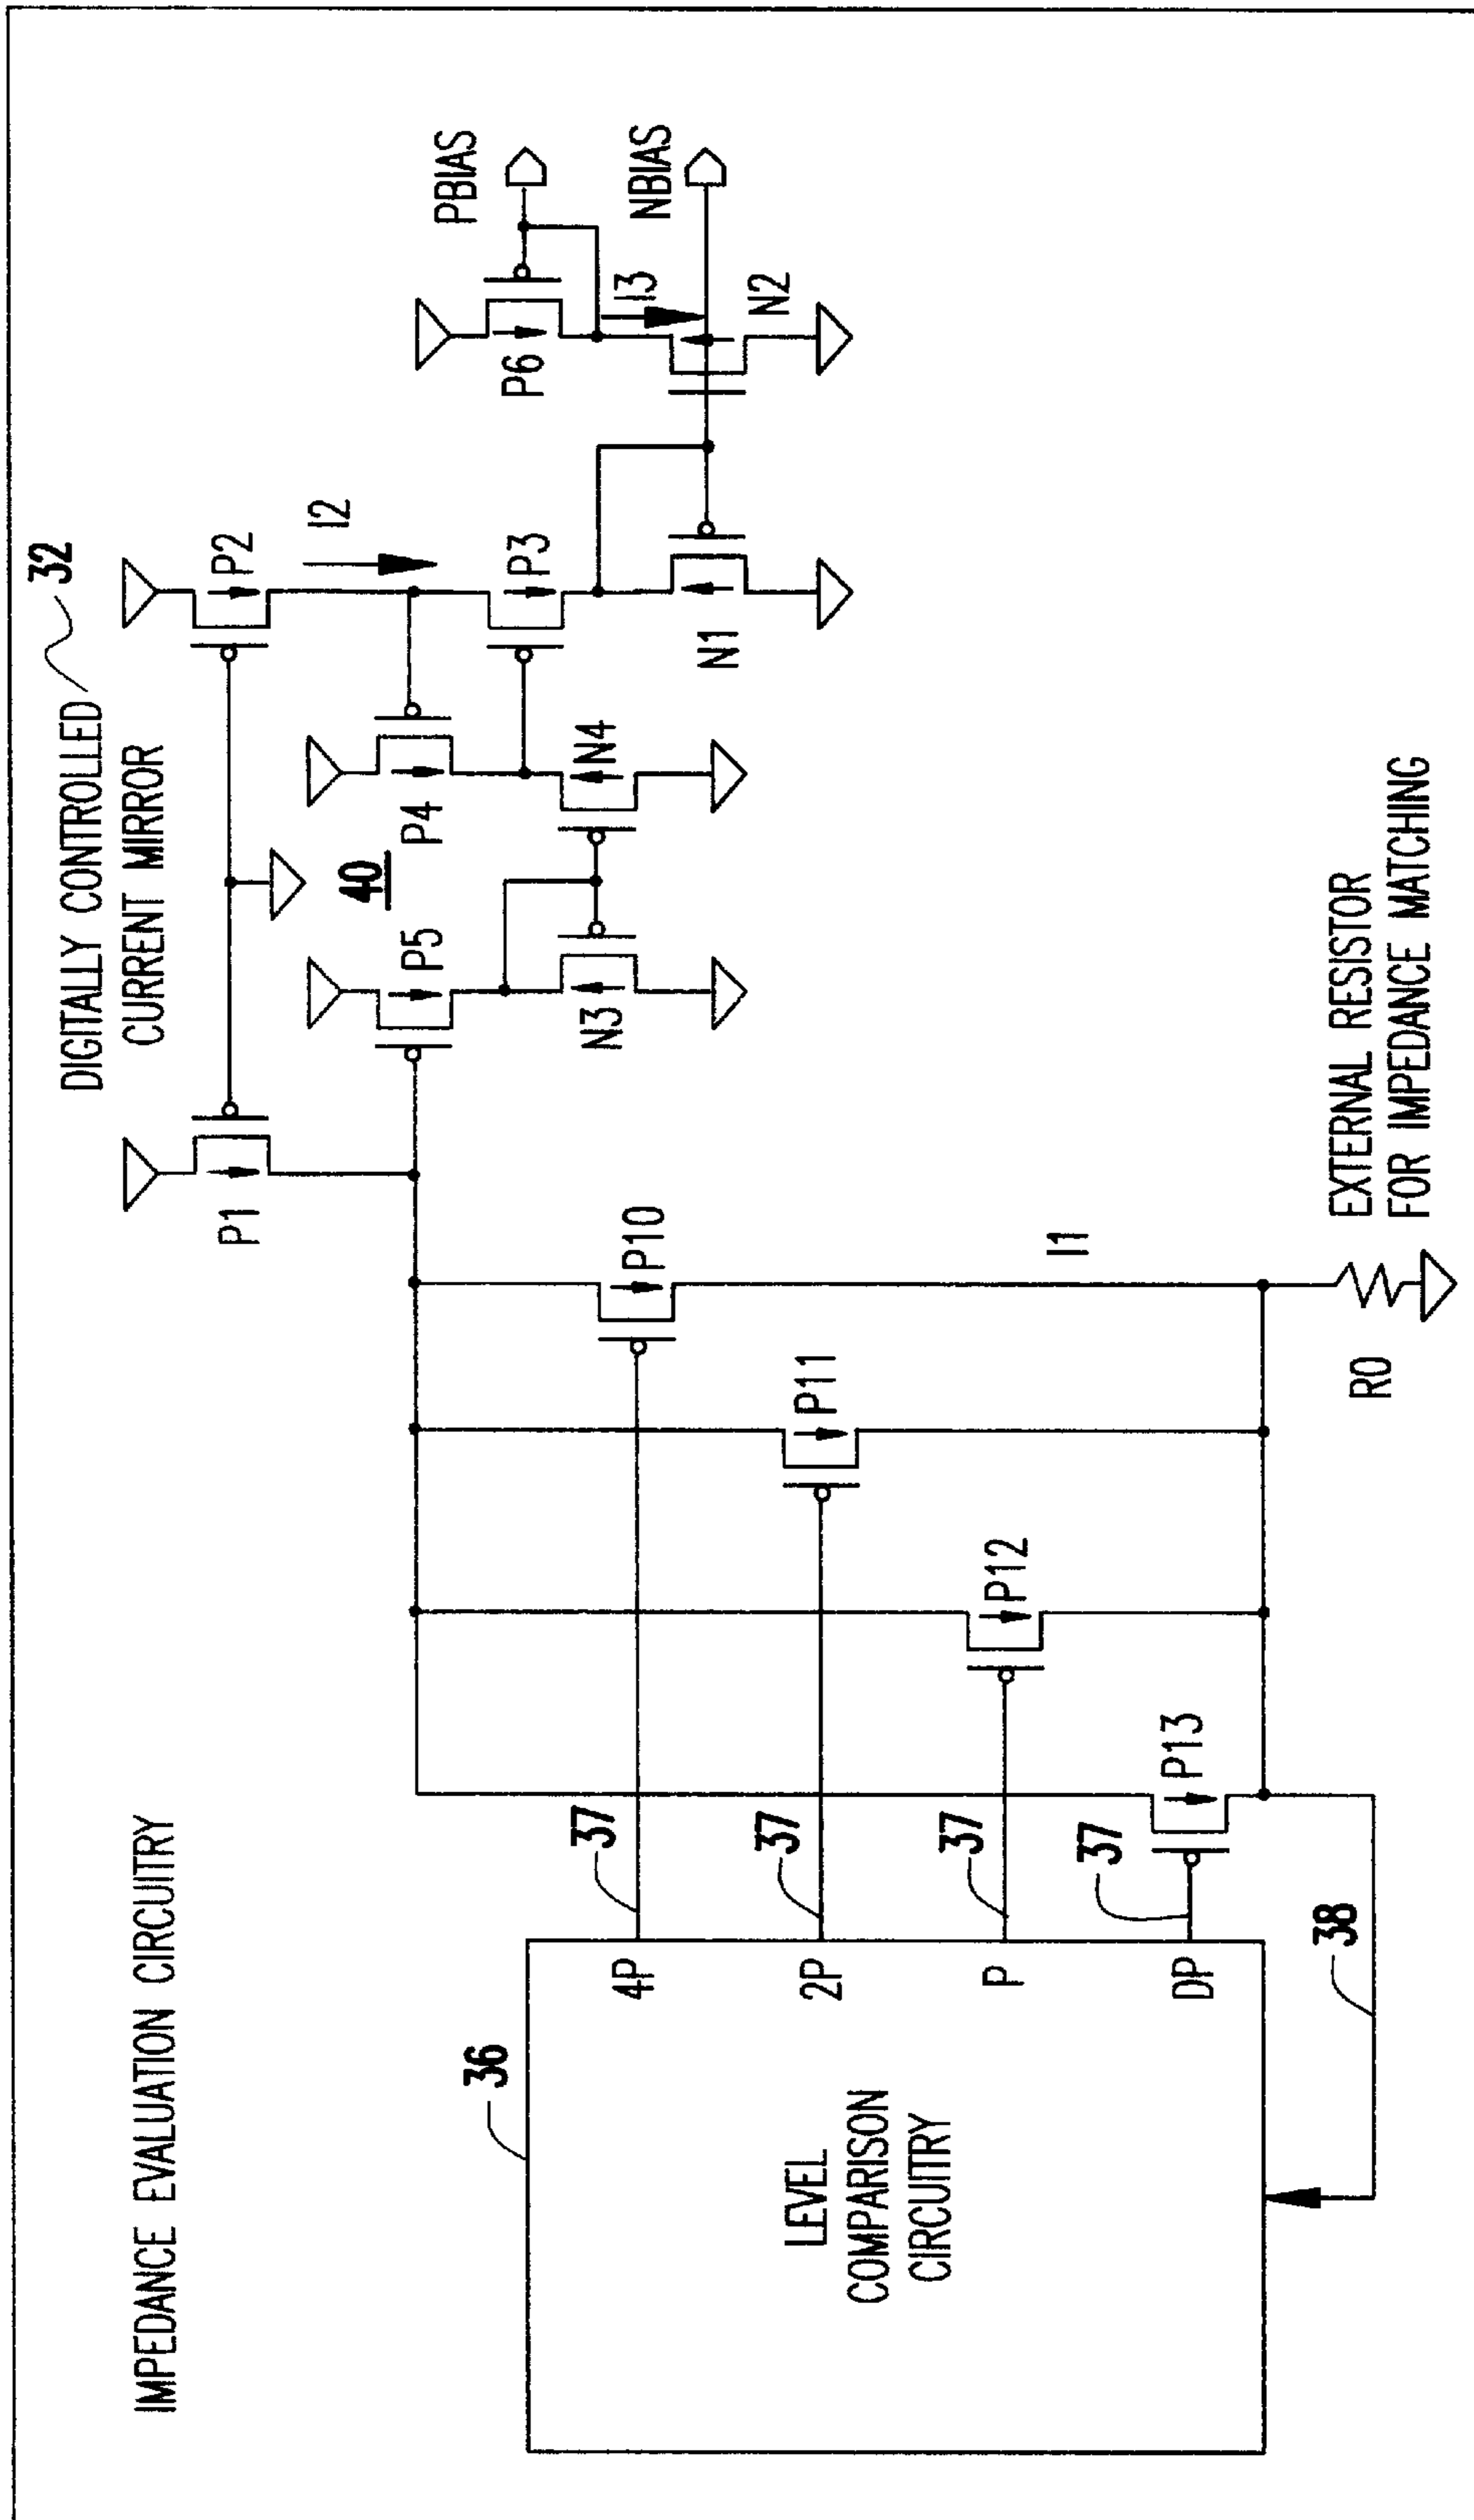 IMPEDANCE EVALUATION CIRCUITRY
DIGITALLY CONTROLLED
CURRENT MIRROR
32
36
LEVEL
COMPARISON
CIRCUITRY
4P
2P
P
DP
37
37
37
37
38
P13
P12
P11
P10
I1
R0
EXTERNAL RESISTOR
FOR IMPEDANCE MATCHING
P1
P5
N3
40
P4
N4
P2
I2
P3
N1
P6
I3
N2
PBIAS
NBIAS